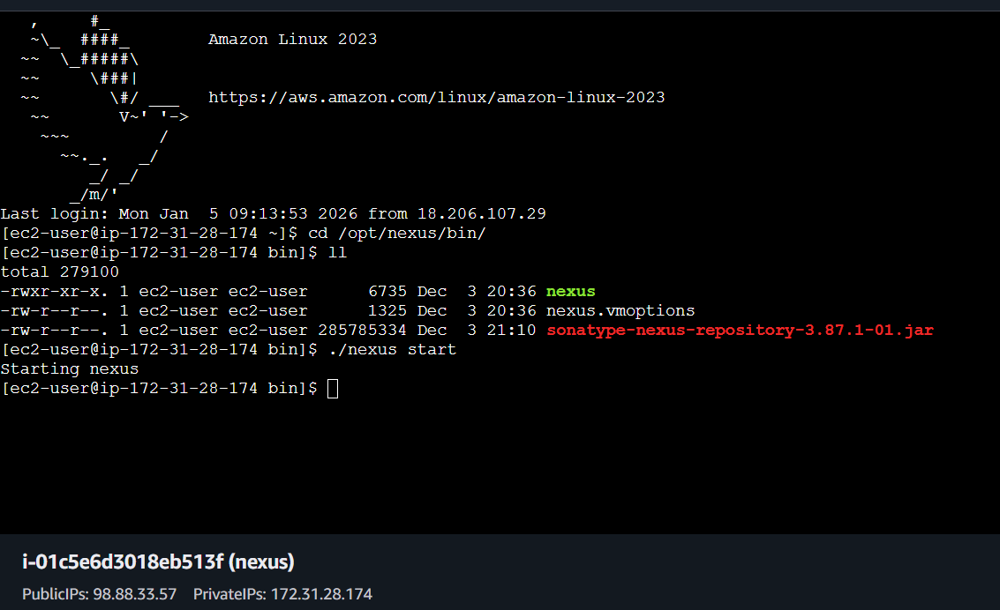 ,     #_
   ~\_  ####_        Amazon Linux 2023
  ~~  \_#####\
  ~~     \###|
  ~~       \#/ ___   https://aws.amazon.com/linux/amazon-linux-2023
   ~~       V~' '->
    ~~~         /
      ~~._.   _/
         _/ _/
       _/m/'
Last login: Mon Jan  5 09:13:53 2026 from 18.206.107.29
[ec2-user@ip-172-31-28-174 ~]$ cd /opt/nexus/bin/
[ec2-user@ip-172-31-28-174 bin]$ ll
total 279100
-rwxr-xr-x. 1 ec2-user ec2-user      6735 Dec  3 20:36 nexus
-rw-r--r--. 1 ec2-user ec2-user      1325 Dec  3 20:36 nexus.vmoptions
-rw-r--r--. 1 ec2-user ec2-user 285785334 Dec  3 21:10 sonatype-nexus-repository-3.87.1-01.jar
[ec2-user@ip-172-31-28-174 bin]$ ./nexus start
Starting nexus
[ec2-user@ip-172-31-28-174 bin]$
i-01c5e6d3018eb513f (nexus)
PublicIPs: 98.88.33.57    PrivateIPs: 172.31.28.174